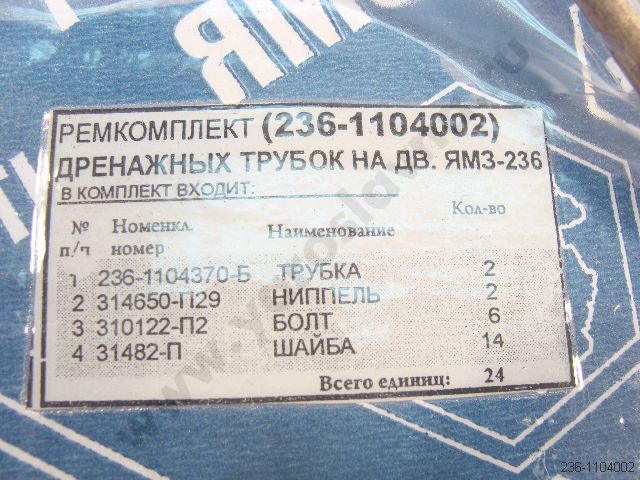 РЕМКОМПЛЕКТ (236-1104002)
ДРЕНАЖНЫХ ТРУБОК НА ДВ. ЯМЗ-236
В КОМПЛЕКТ ВХОДИТ:
№ Номенкл. Наименование Кол-во
п/ч номер
1 236-1104370-Б ТРУБКА 2
2 314650-П29 НИППЕЛЬ 2
3 310122-П2 БОЛТ 6
4 31482-П ШАЙБА 14
Всего единиц: 24
236-1104002